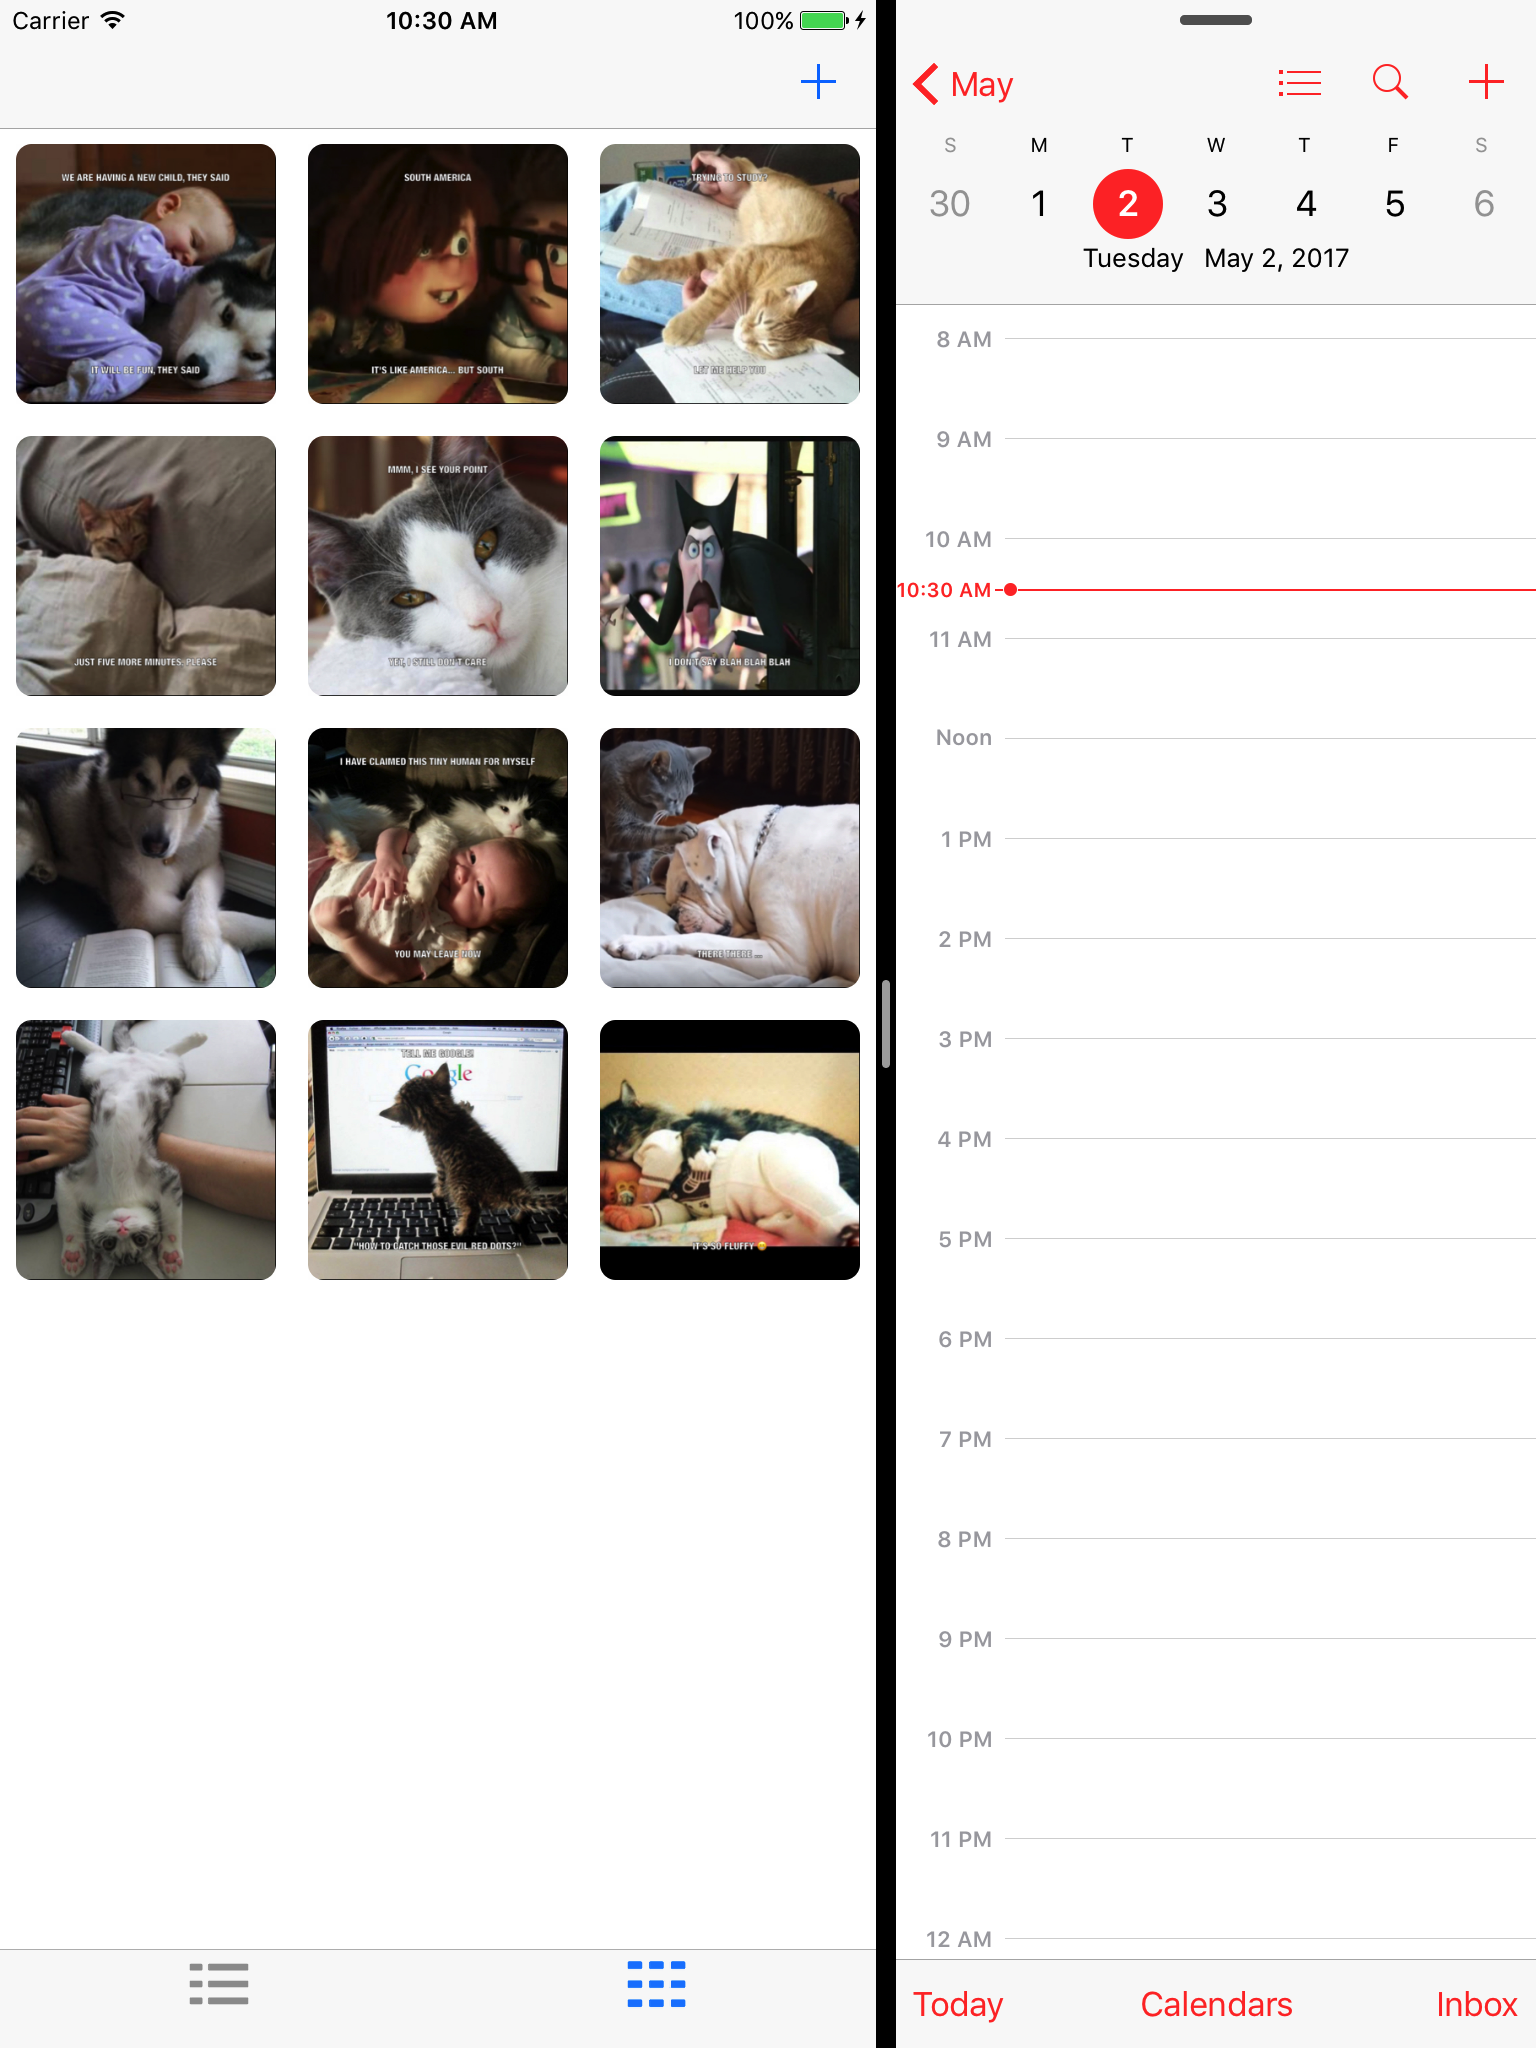 Carrier 10:30 AM 100%
WE ARE HAVING A NEW CHILD, THEY SAID
IT WILL BE FUN, THEY SAID
SOUTH AMERICA
IT'S LIKE AMERICA... BUT SOUTH
TRYING TO STUDY?
LET ME HELP YOU
JUST FIVE MORE MINUTES, PLEASE
MMM, I SEE YOUR POINT
YET, I STILL DON'T CARE
I DON'T SAY BLAH BLAH BLAH
I HAVE CLAIMED THIS TINY HUMAN FOR MYSELF
YOU MAY LEAVE NOW
THERE THERE ...
TELL ME GOOGLE!
Google
"HOW TO CATCH THOSE EVIL RED DOTS?"
IT'S SO FLUFFY
May
S M T W T F S
30 1 2 3 4 5 6
Tuesday May 2, 2017
8 AM
9 AM
10 AM
10:30 AM
11 AM
Noon
1 PM
2 PM
3 PM
4 PM
5 PM
6 PM
7 PM
8 PM
9 PM
10 PM
11 PM
12 AM
Today Calendars Inbox